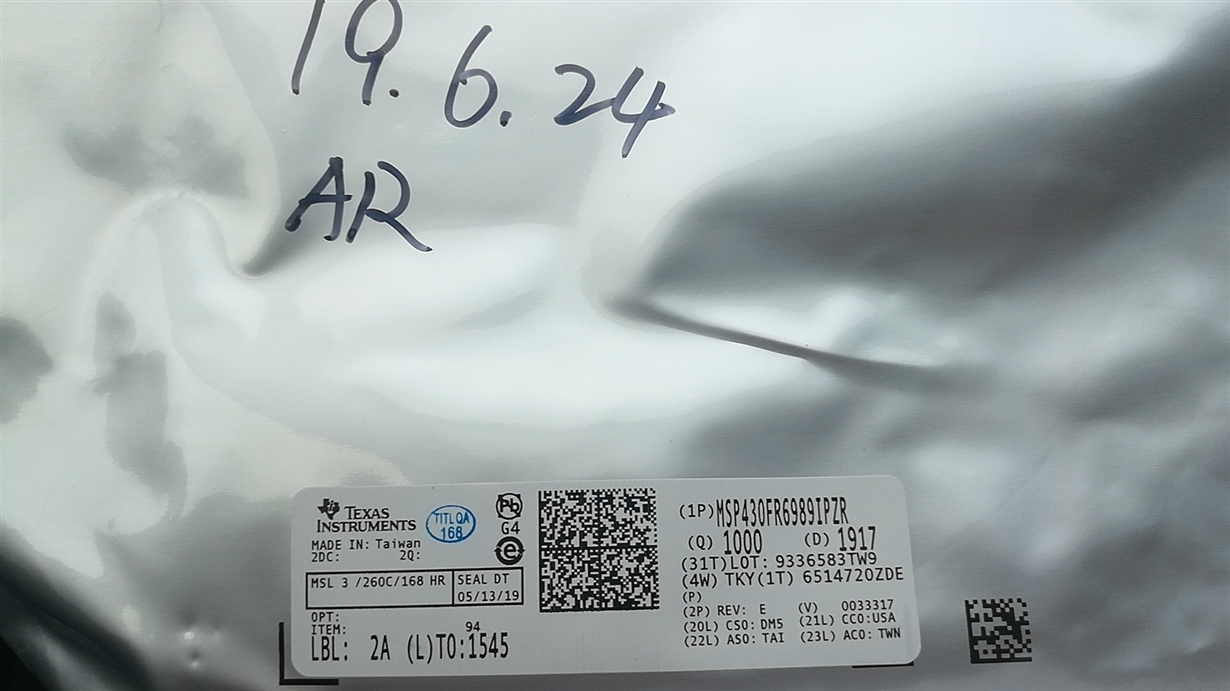 19.6.24
AR
TEXAS
INSTRUMENTS
TITLQA
168
Pb
G4
e
MADE IN: Taiwan
2DC: 2Q:
MSL 3 /260C/168 HR
SEAL DT
05/13/19
OPT:
ITEM: 94
LBL: 2A (L)TO:1545
(1P)MSP430FR6989IPZR
(Q) 1000 (D) 1917
(31T)LOT: 9336583TW9
(4W) TKY(1T) 6514720ZDE
(P)
(2P) REV: E (V) 0033317
(20L) CSO: DM5 (21L) CCO:USA
(22L) ASO: TAI (23L) ACO: TWN